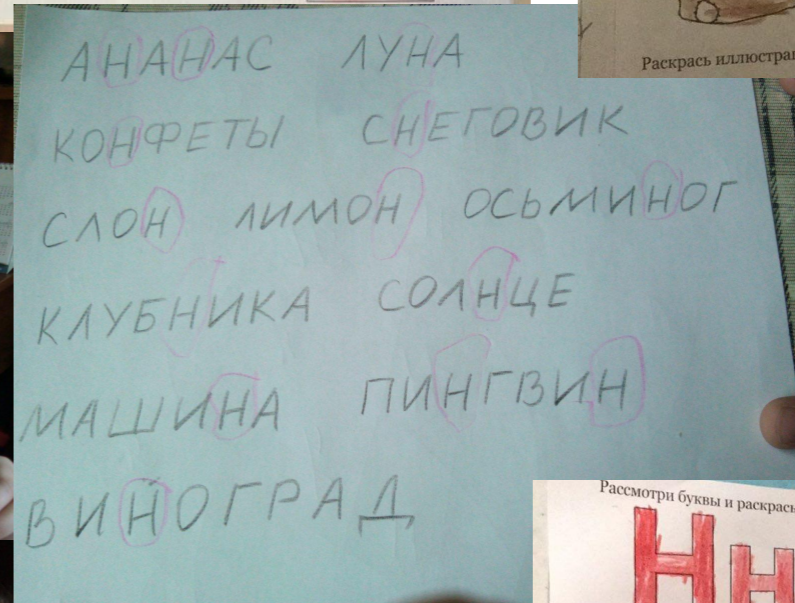 Раскрась иллюстра
АНАНАС ЛУНА
КОНФЕТЫ СНЕГОВИК
СЛОН ЛИМОН ОСЬМИНОГ
КЛУБНИКА СОЛНЦЕ
МАШИНА ПИНГВИН
ВИНОГРАД
Рассмотри буквы и раскрась
Нн